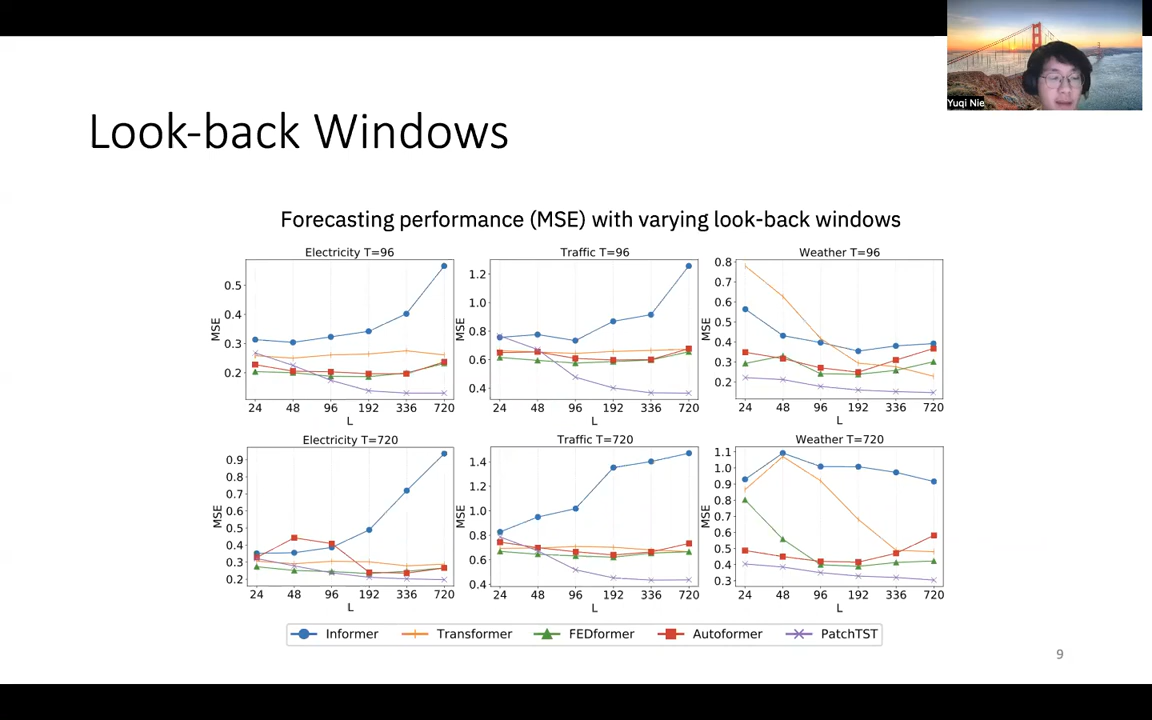 Yuqi Nie
Look-back Windows
Forecasting performance (MSE) with varying look-back windows
Electricity T=96
0.5
0.4
0.3
0.2
MSE
24 48 96 192 336 720
L
Traffic T=96
1.2
1.0
0.8
0.6
0.4
MSE
24 48 96 192 336 720
L
Weather T=96
0.8
0.7
0.6
0.5
0.4
0.3
0.2
MSE
24 48 96 192 336 720
L
Electricity T=720
0.9
0.8
0.7
0.6
0.5
0.4
0.3
0.2
MSE
24 48 96 192 336 720
L
Traffic T=720
1.4
1.2
1.0
0.8
0.6
0.4
MSE
24 48 96 192 336 720
L
Weather T=720
1.1
1.0
0.9
0.8
0.7
0.6
0.5
0.4
0.3
MSE
24 48 96 192 336 720
L
Informer Transformer FEDformer Autoformer PatchTST
9